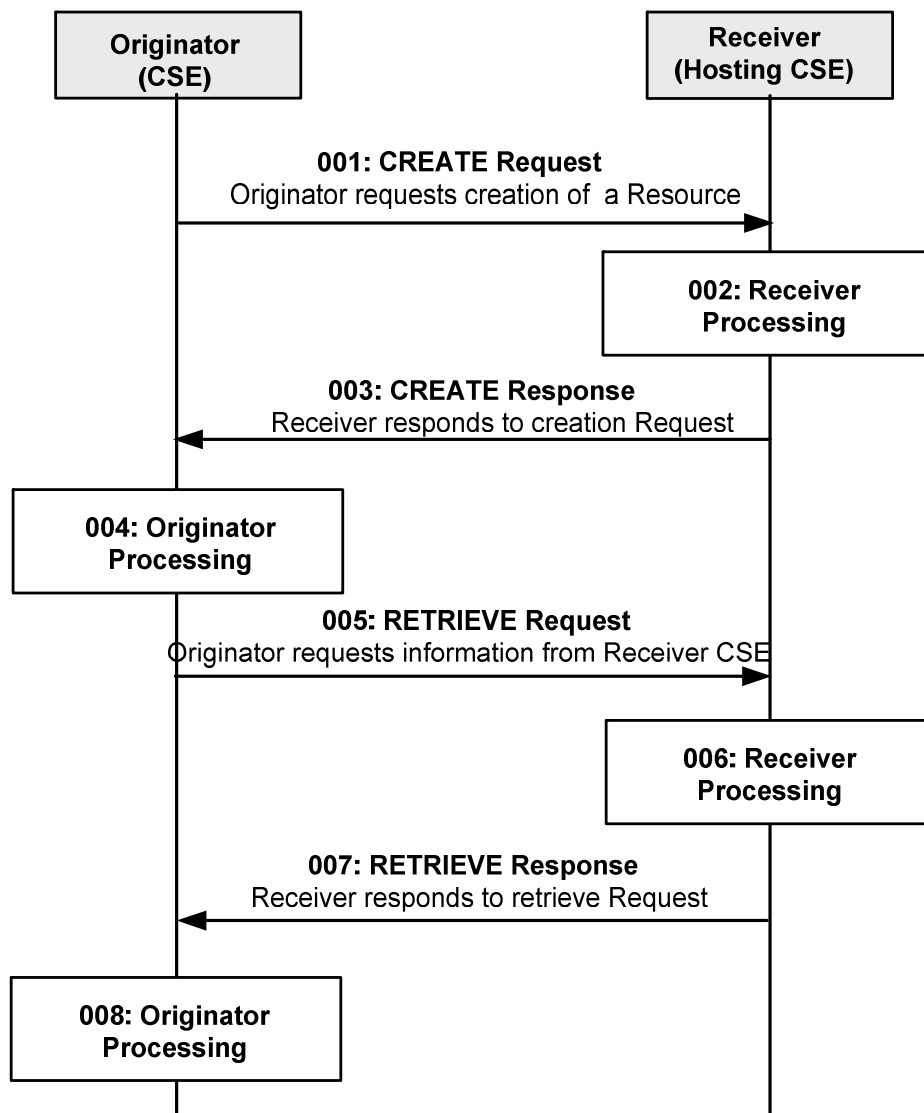 Originator
(CSE)
Receiver
(Hosting CSE)
001: CREATE Request
Originator requests creation of a Resource
002: Receiver
Processing
003: CREATE Response
Receiver responds to creation Request
004: Originator
Processing
005: RETRIEVE Request
Originator requests information from Receiver CSE
006: Receiver
Processing
007: RETRIEVE Response
Receiver responds to retrieve Request
008: Originator
Processing